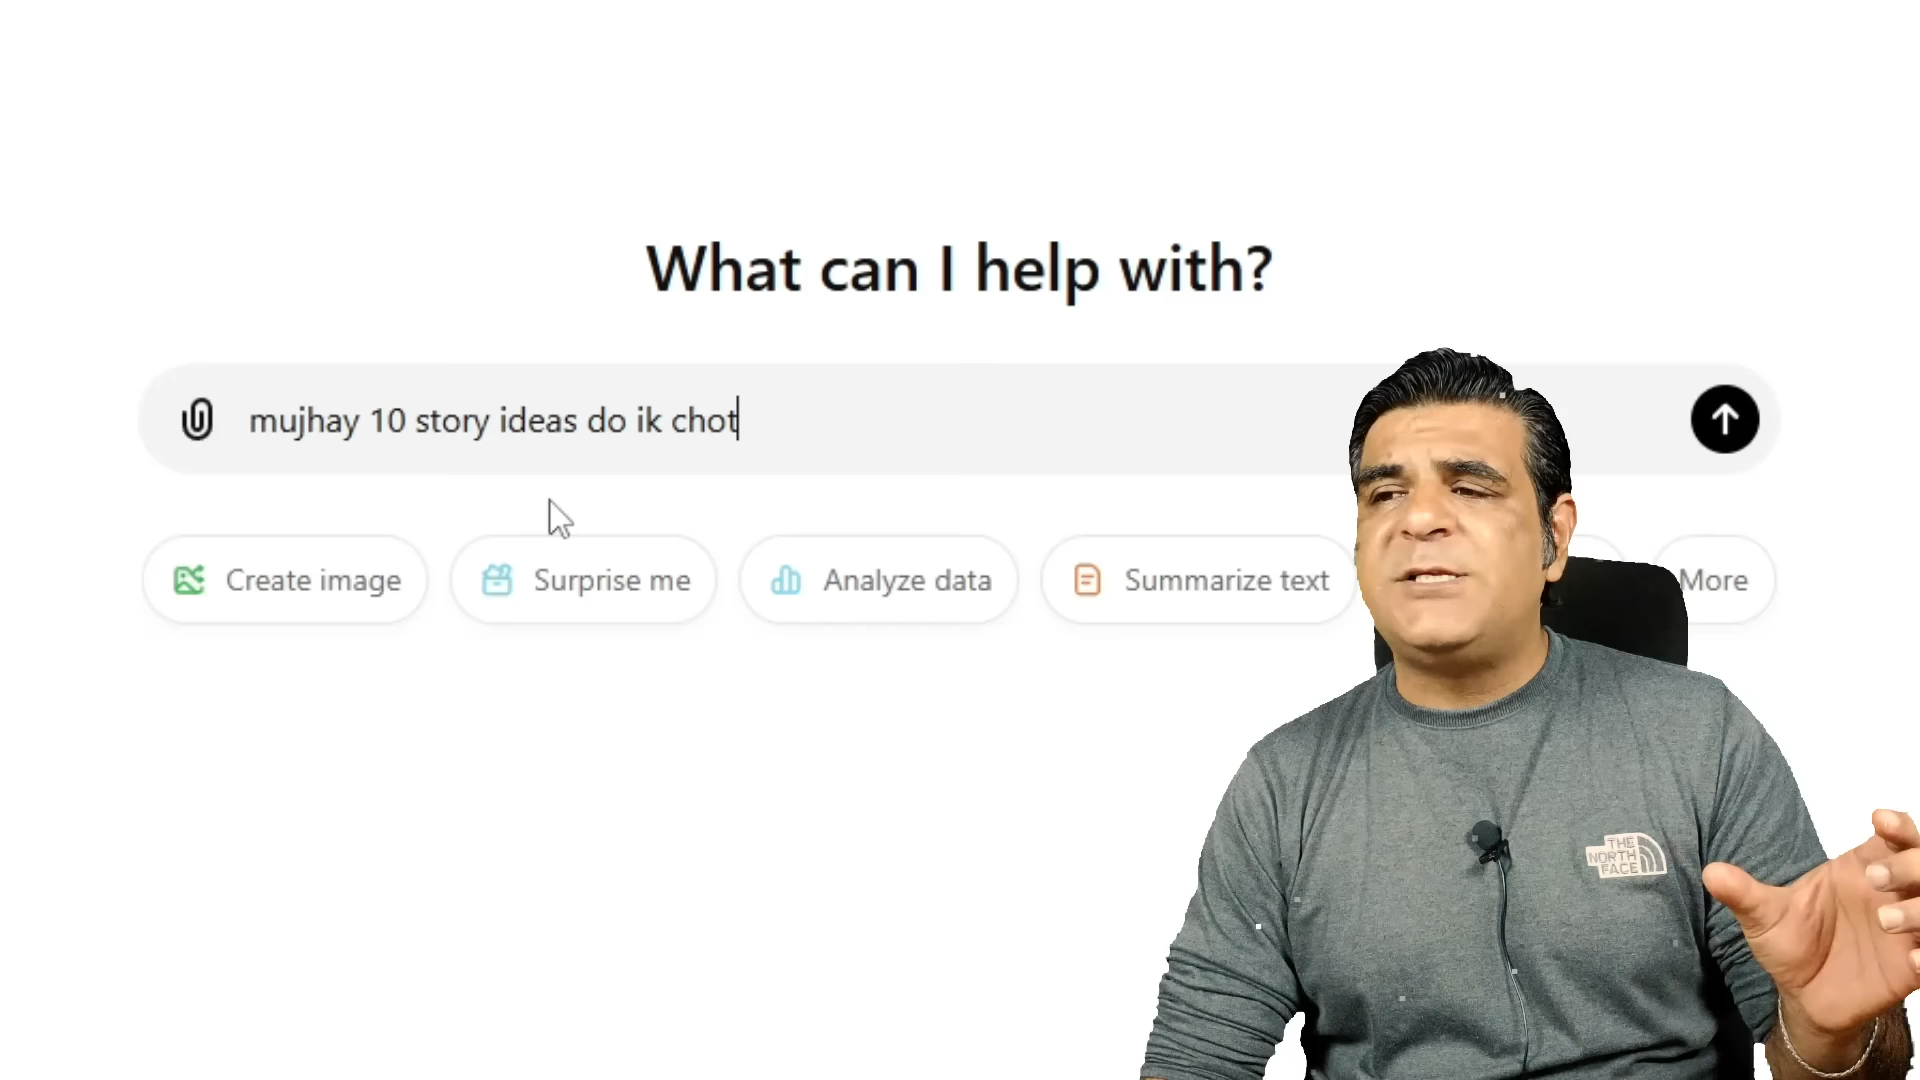 What can I help with?
mujhay 10 story ideas do ik chot
Create image
Surprise me
Analyze data
Summarize text
More
THE
NORTH
FACE